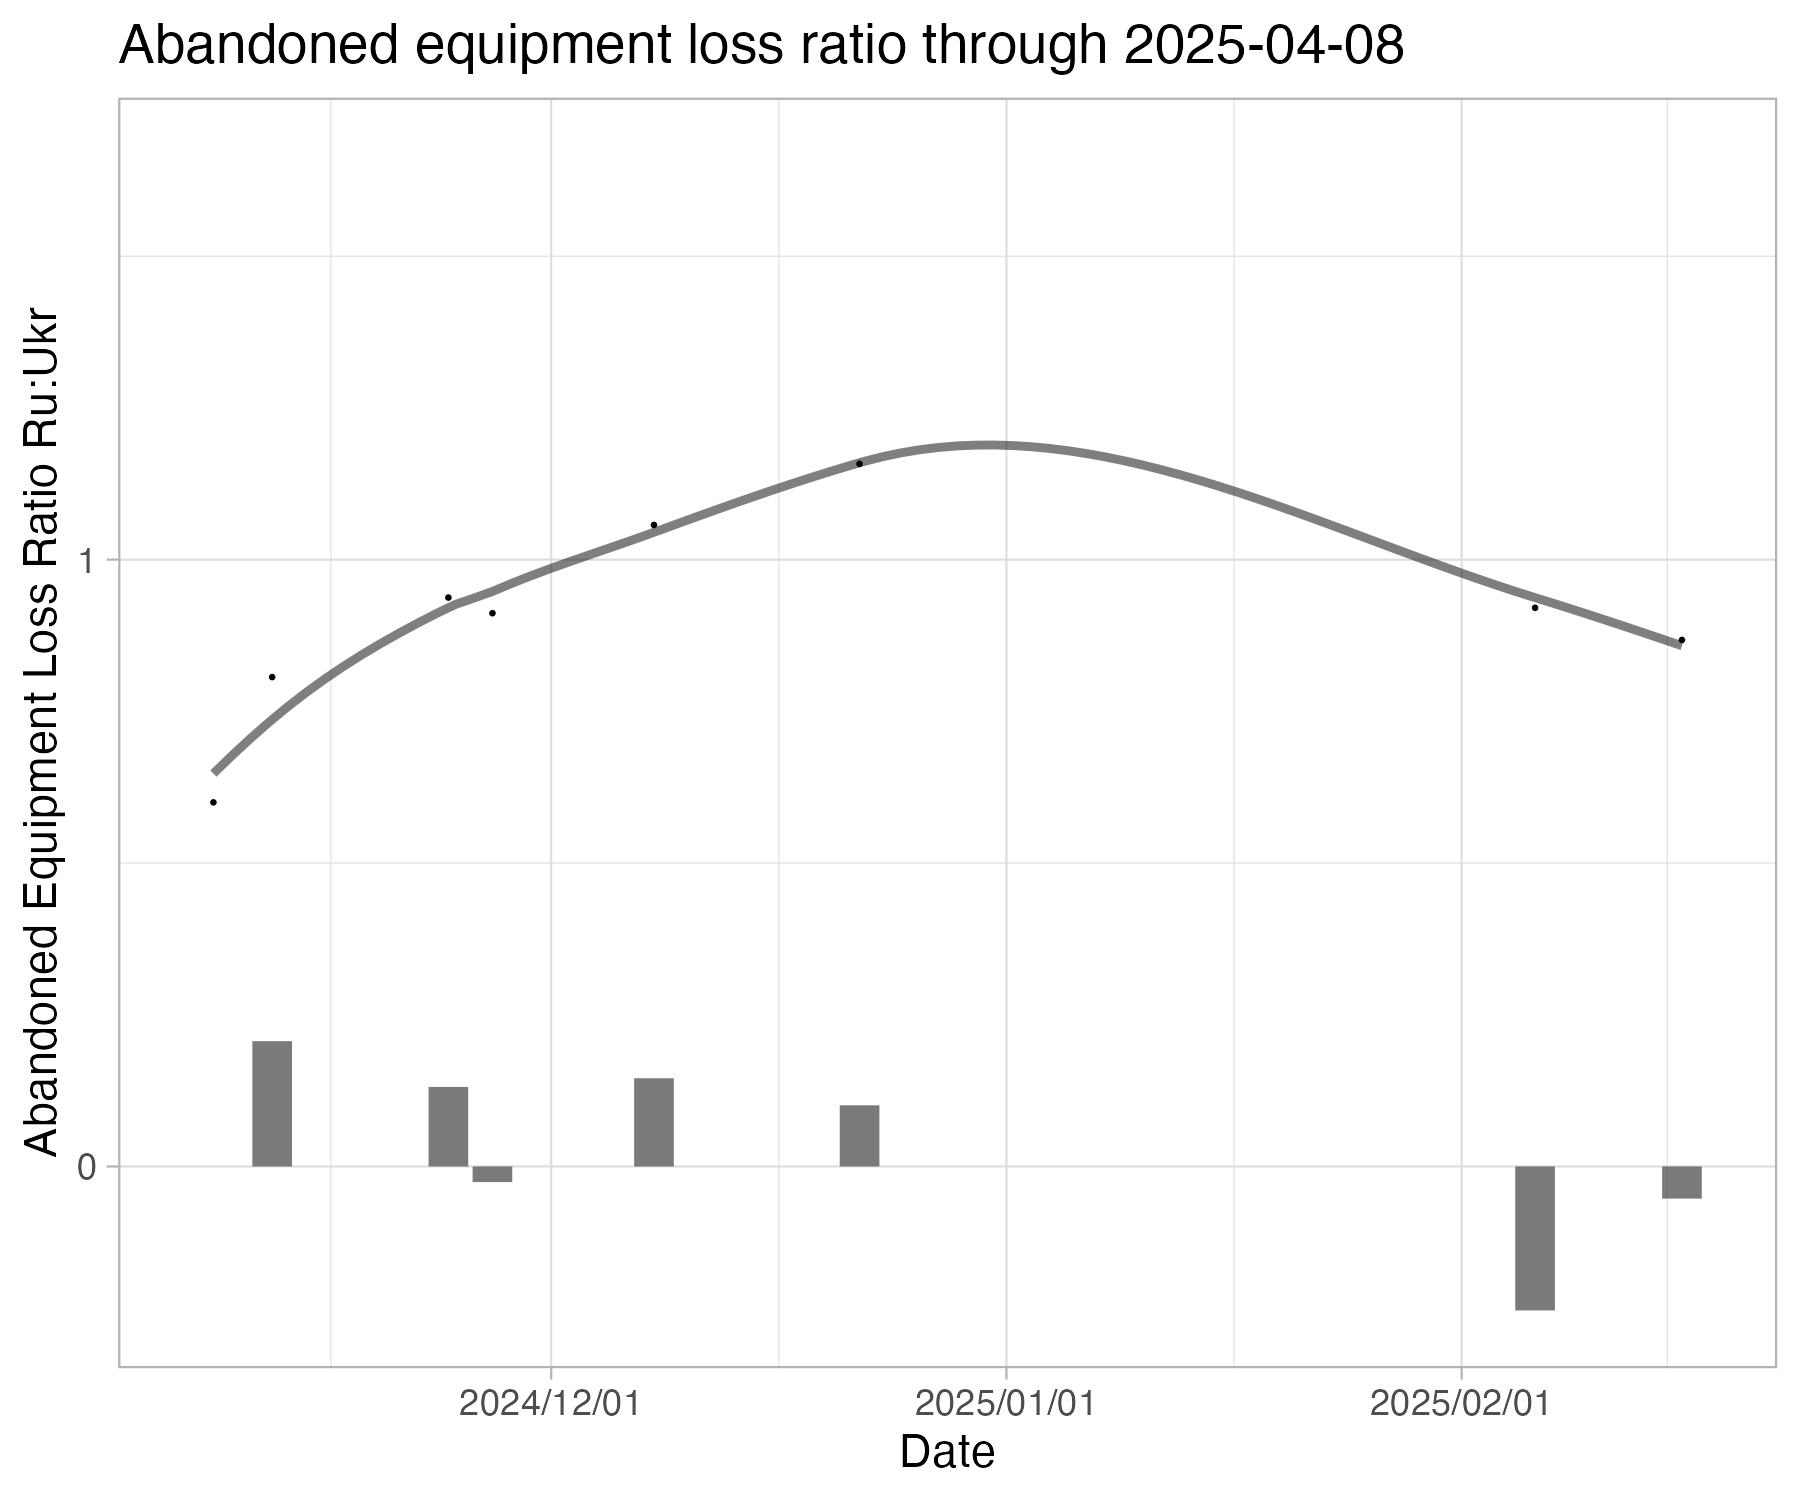 Abandoned equipment loss ratio through 2025-04-08
Abandoned Equipment Loss Ratio Ru:Ukr
1
0
2024/12/01
2025/01/01
2025/02/01
Date